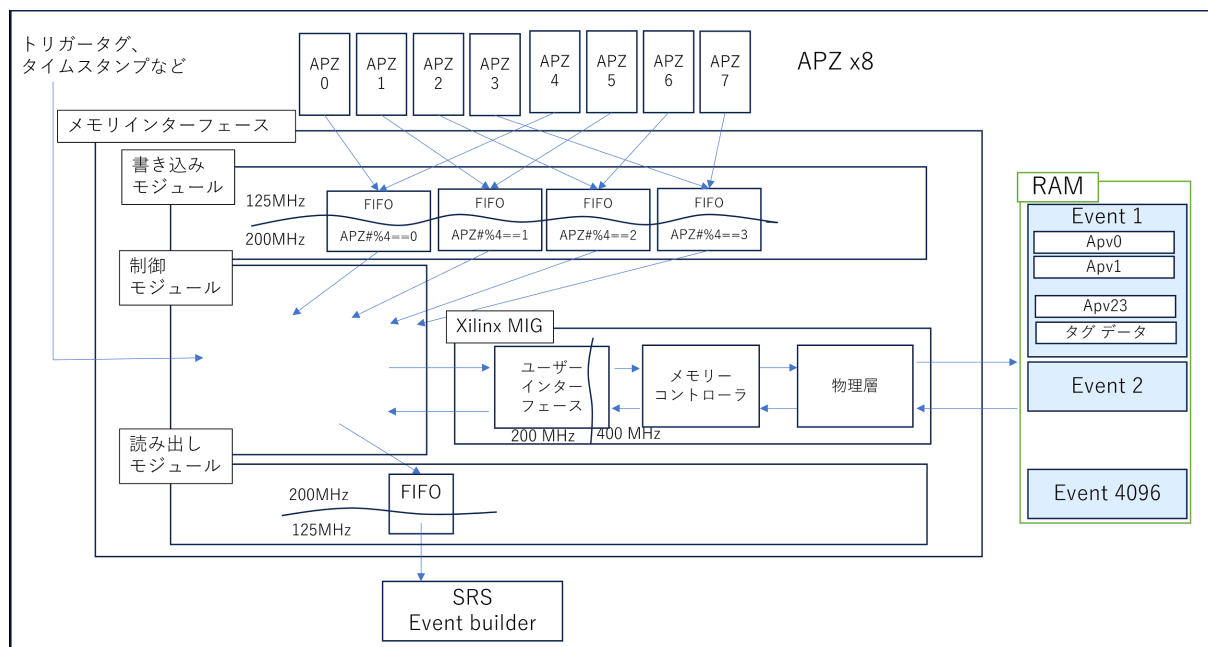 トリガータグ、
タイムスタンプなど
APZ
0
APZ
1
APZ
2
APZ
3
APZ
4
APZ
5
APZ
6
APZ
7
APZ x8
メモリインターフェース
書き込み
モジュール
125MHz
200MHz
FIFO
APZ#%4==0
FIFO
APZ#%4==1
FIFO
APZ#%4==2
FIFO
APZ#%4==3
制御
モジュール
Xilinx MIG
ユーザー
インター
フェース
200 MHz
400 MHz
メモリー
コントローラ
物理層
RAM
Event 1
Apv0
Apv1
Apv23
タグ データ
Event 2
Event 4096
読み出し
モジュール
200MHz
125MHz
FIFO
SRS
Event builder